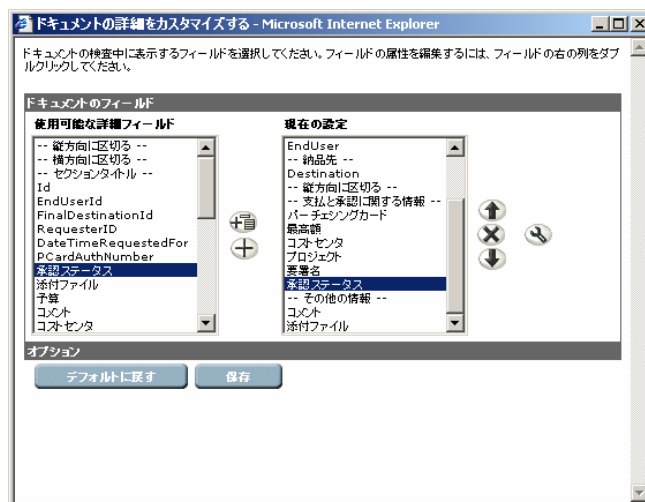 ドキュメントの詳細をカスタマイズする - Microsoft Internet Explorer
ドキュメントの検査中に表示するフィールドを選択してください。フィールドの属性を編集するには、フィールドの右の列をダブ
ルクリックしてください。
ドキュメントのフィールド
使用可能な詳細フィールド
-- 縦方向に区切る --
-- 横方向に区切る --
-- セクションタイトル --
Id
EndUserId
FinalDestinationId
RequesterID
DateTimeRequestedFor
PCardAuthNumber
承認ステータス
添付ファイル
予算
コメント
コストセンタ
現在の設定
EndUser
-- 納品先 --
Destination
-- 縦方向に区切る --
-- 支払と承認に関する情報 --
パーチェシングカード
最高額
コストセンタ
プロジェクト
要署名
承認ステータス
-- その他の情報 --
コメント
添付ファイル
オプション
デフォルトに戻す
保存